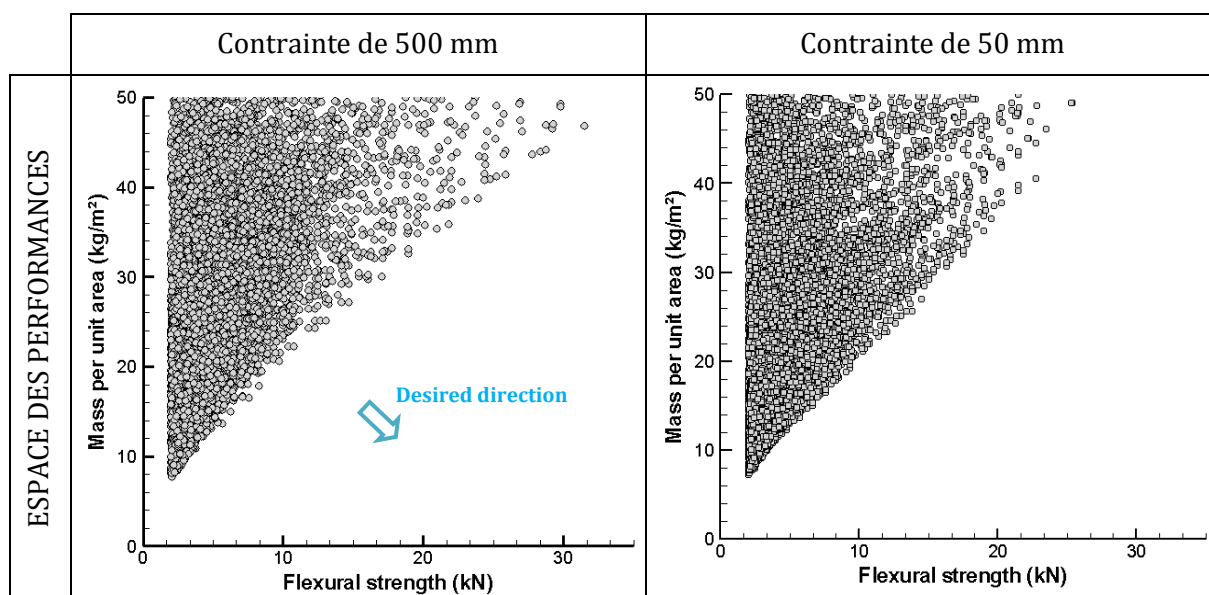 Contrainte de 500 mm
Contrainte de 50 mm
ESPACE DES PERFORMANCES
Mass per unit area (kg/m²)
50
40
30
20
10
0
0
10
20
30
Flexural strength (kN)
Desired direction
Mass per unit area (kg/m²)
50
40
30
20
10
0
0
10
20
30
Flexural strength (kN)